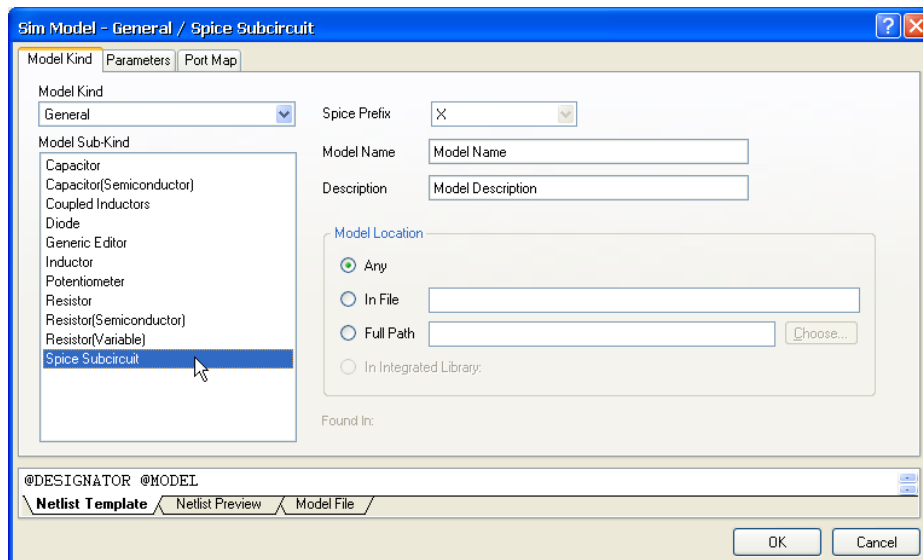 Sim Model - General / Spice Subcircuit
Model Kind
Parameters
Port Map
Model Kind
General
Model Sub-Kind
Capacitor
Capacitor(Semiconductor)
Coupled Inductors
Diode
Generic Editor
Inductor
Potentiometer
Resistor
Resistor(Semiconductor)
Resistor(Variable)
Spice Subcircuit
Spice Prefix
X
Model Name
Model Name
Description
Model Description
Model Location
Any
In File
Full Path
Choose...
In Integrated Library:
Found In:
@DESIGNATOR @MODEL
Netlist Template
Netlist Preview
Model File
OK
Cancel